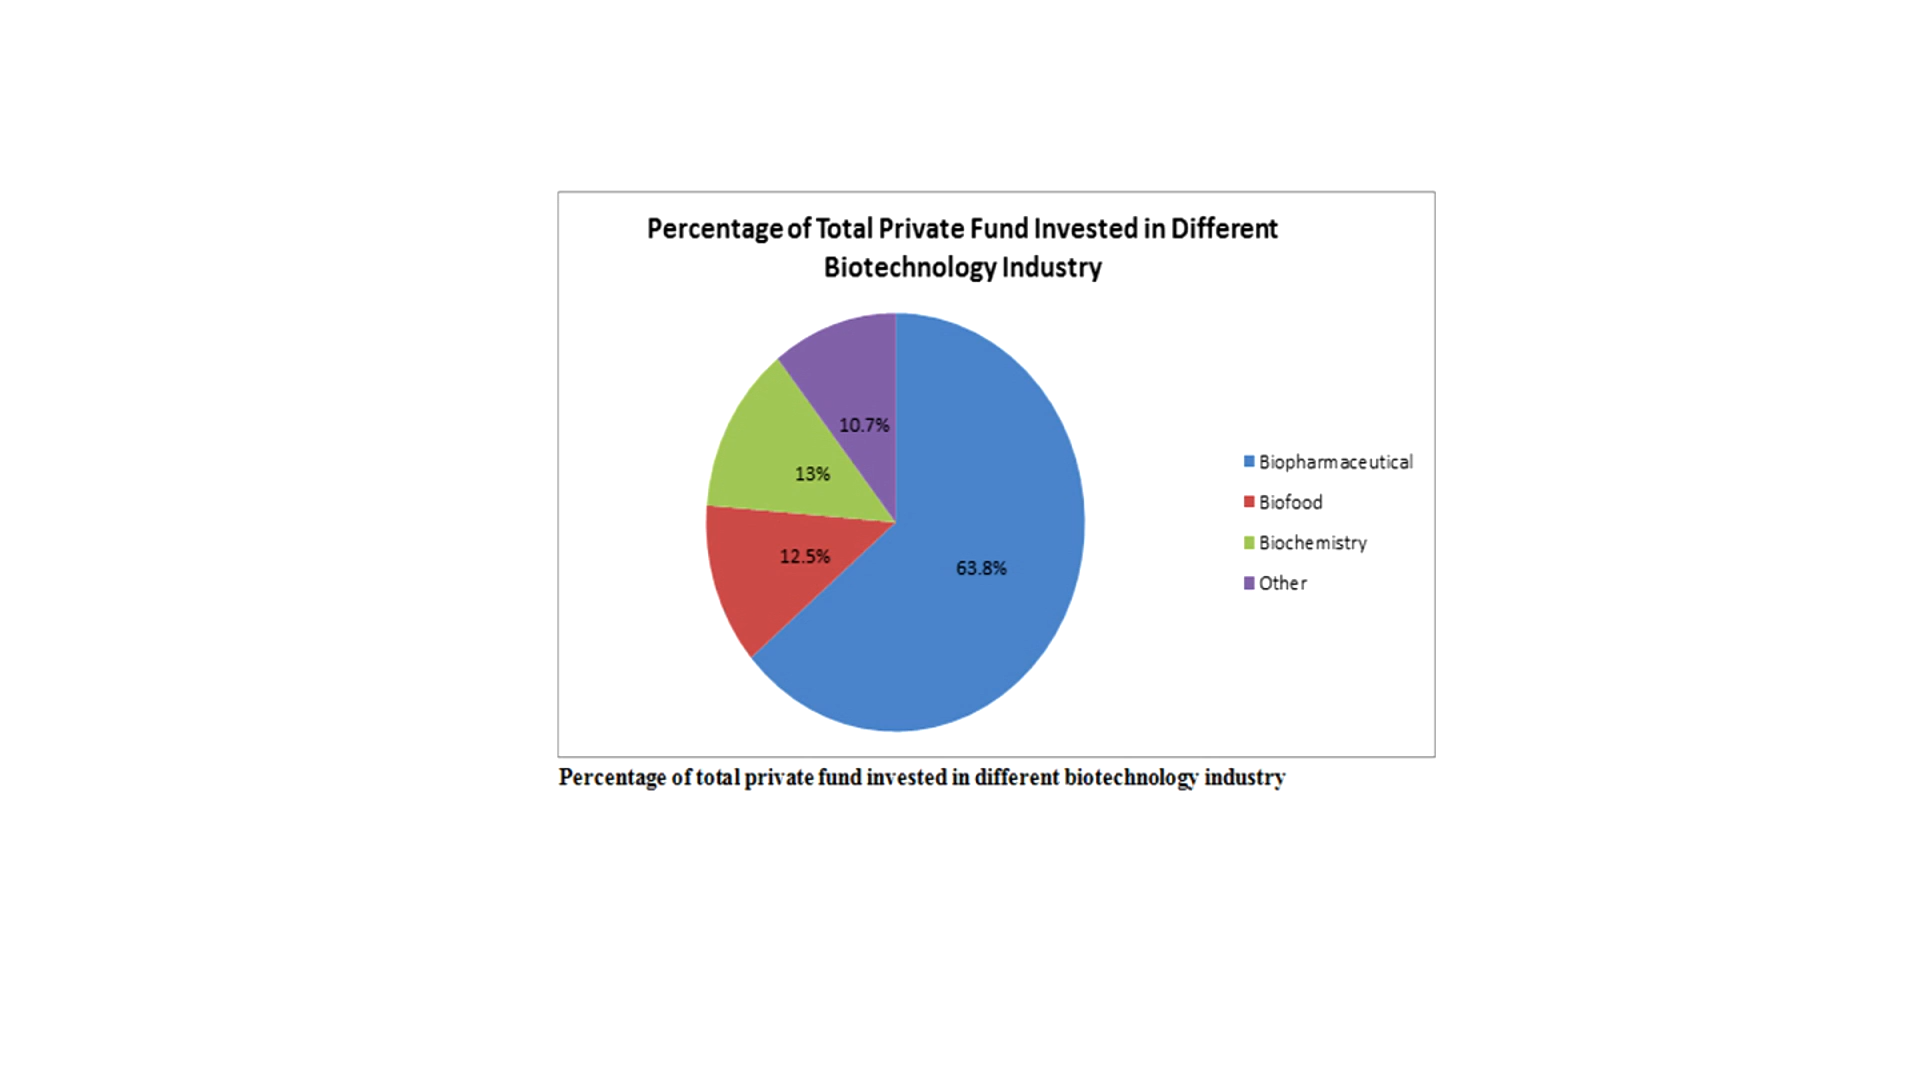 Percentage of Total Private Fund Invested in Different
Biotechnology Industry
10.7%
13%
12.5%
63.8%
Biopharmaceutical
Biofood
Biochemistry
Other
Percentage of total private fund invested in different biotechnology industry